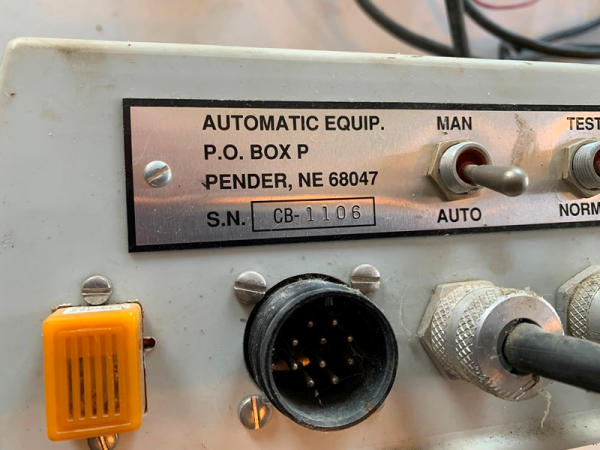 AUTOMATIC EQUIP.
P.O. BOX P
PENDER, NE 68047
S.N. CB-1106
MAN
AUTO
TEST
NORM